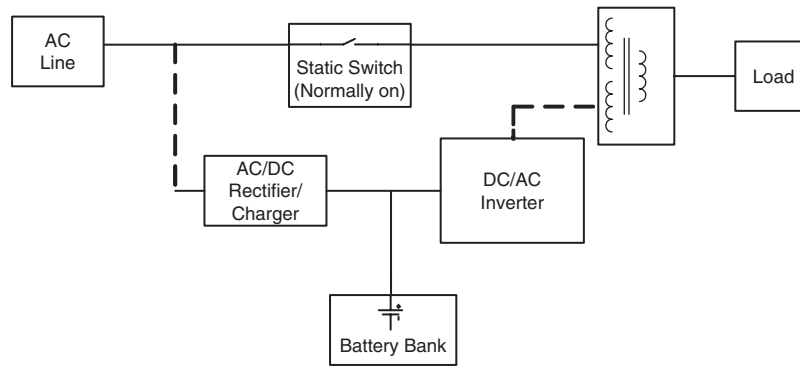 AC
Line
Static Switch
(Normally on)
Load
AC/DC
Rectifier/
Charger
DC/AC
Inverter
Battery Bank